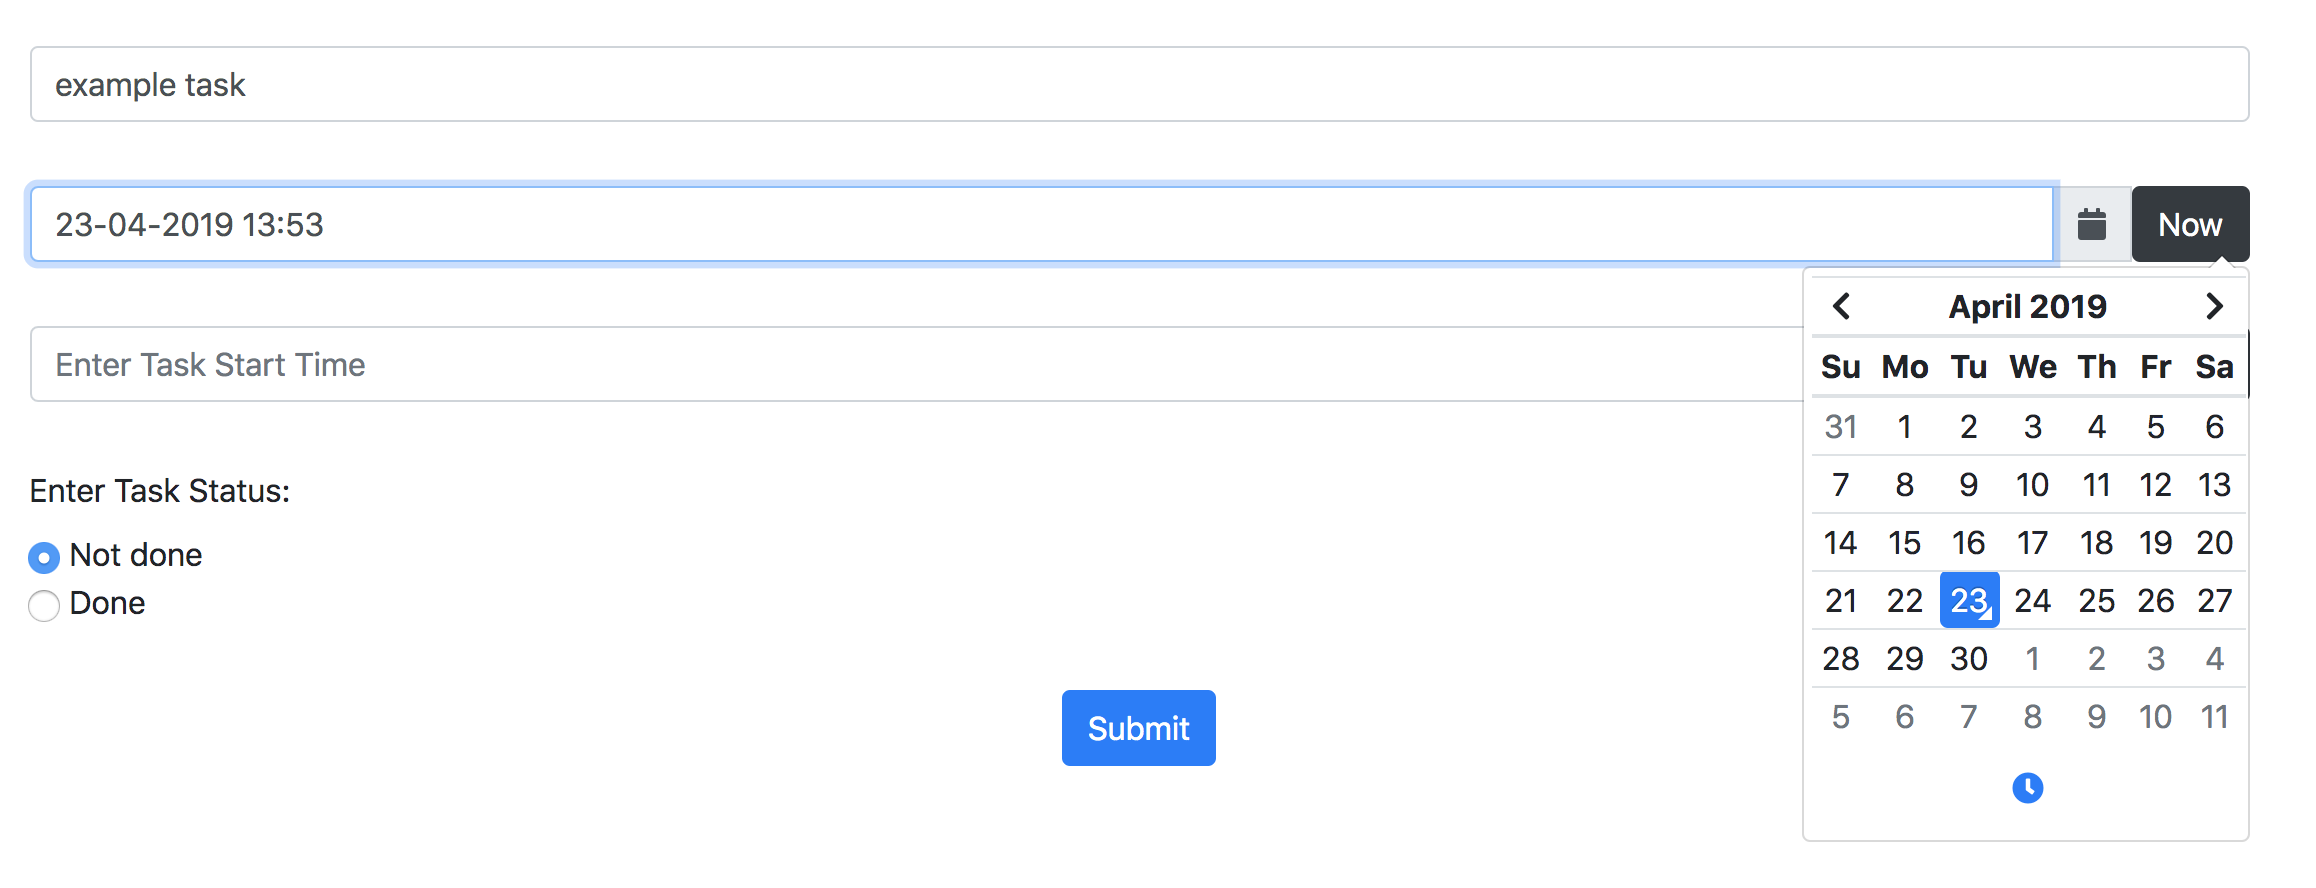 example task
23-04-2019 13:53
Now
April 2019
Enter Task Start Time
Su Mo Tu We Th Fr Sa
31 1 2 3 4 5 6
7 8 9 10 11 12 13
14 15 16 17 18 19 20
21 22 23 24 25 26 27
28 29 30 1 2 3 4
5 6 7 8 9 10 11
Enter Task Status:
Not done
Done
Submit